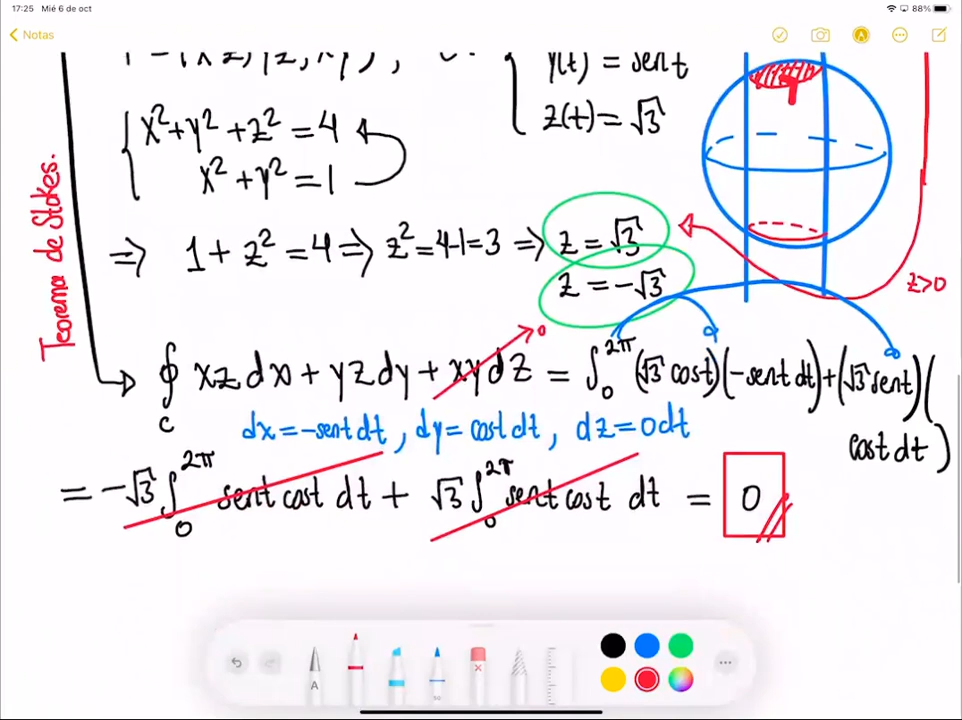 17:25 Mié 6 de oct
88%
Notas
y(t) = sent
z(t) = √3
x²+y²+z² = 4
x²+y² = 1
Teorema de Stokes.
⇒ 1 + z² = 4 ⇒ z² = 4-1 = 3 ⇒ z = √3
z = -√3
z>0
∮ xz dx + yz dy + xy dz = ∫ (√3 cost)(-sent dt) + (√3 sent)(
0
2π
0
C
cost dt)
dx = -sent dt, dy = cost dt, dz = 0dt
= -√3 ∫ sent cost dt + √3 ∫ sent cost dt = 0
2π
0
2π
0
A
50